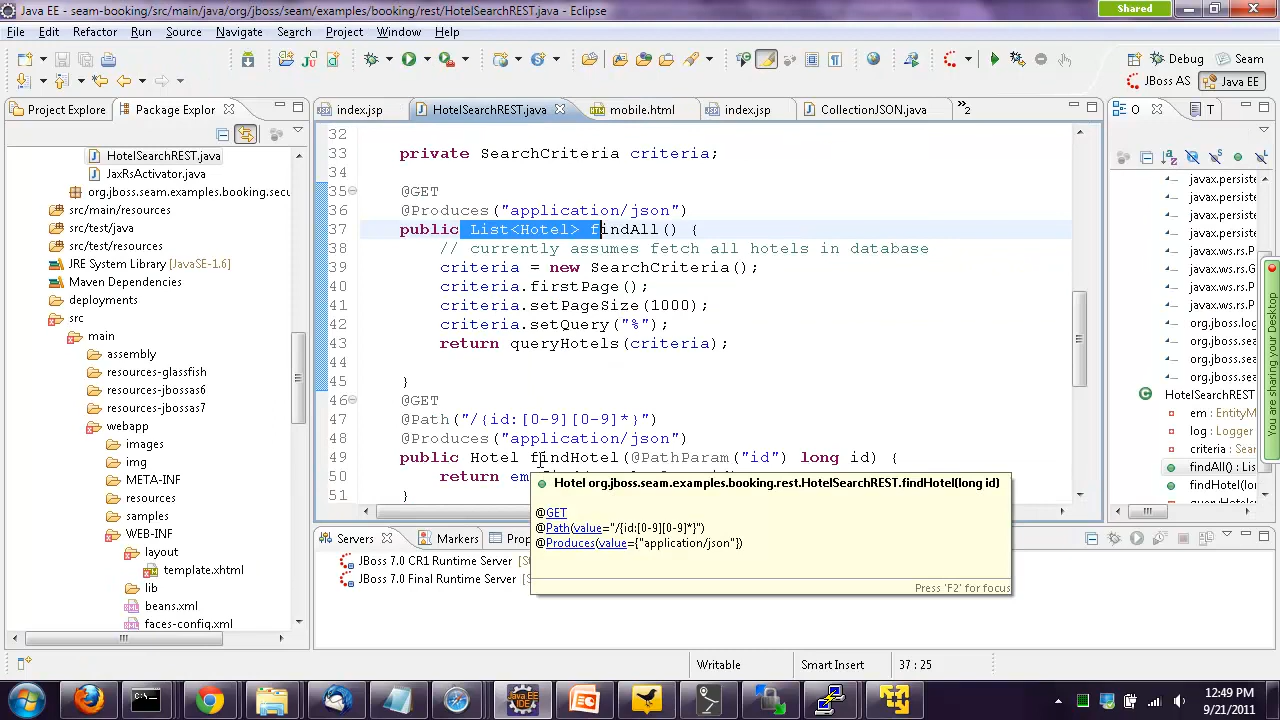 Java EE - seam-booking/src/main/java/org/jboss/seam/examples/booking/rest/HotelSearchREST.java - Eclipse
Shared
File Edit Refactor Run Source Navigate Search Project Window Help
Debug
Seam
JBoss AS
Java EE
Project Explore
Package Explor
index.jsp
HotelSearchREST.java
mobile.html
index.jsp
CollectionJSON.java
»2
O
T
HotelSearchREST.java
JaxRsActivator.java
org.jboss.seam.examples.booking.secu
src/main/resources
src/test/java
src/test/resources
JRE System Library [JavaSE-1.6]
Maven Dependencies
deployments
src
main
assembly
resources-glassfish
resources-jbossas6
resources-jbossas7
webapp
images
img
META-INF
resources
samples
WEB-INF
layout
template.xhtml
lib
beans.xml
faces-config.xml
32
33 private SearchCriteria criteria;
34
35 @GET
36 @Produces("application/json")
37 public List<Hotel> findAll() {
38 // currently assumes fetch all hotels in database
39 criteria = new SearchCriteria();
40 criteria.firstPage();
41 criteria.setPageSize(1000);
42 criteria.setQuery("%");
43 return queryHotels(criteria);
44
45 }
46 @GET
47 @Path("/{id:[0-9][0-9]*}")
48 @Produces("application/json")
49 public Hotel findHotel(@PathParam("id") long id) {
50 return em
51 }
Hotel org.jboss.seam.examples.booking.rest.HotelSearchREST.findHotel(long id)
@GET
@Path(value="/{id:[0-9][0-9]*}")
@Produces(value={"application/json"})
Press 'F2' for focus
javax.persiste
javax.persiste
javax.persiste
javax.ws.rs.P
javax.ws.rs.G
javax.ws.rs.P
javax.ws.rs.P
javax.ws.rs.P
org.jboss.log
org.jboss.sea
org.jboss.sea
org.jboss.sea
HotelSearchREST
em : EntityM
log : Logger
criteria : Sear
findAll() : Lis
findHotel(lon
You are sharing your Desktop
Servers
Markers
Prop
JBoss 7.0 CR1 Runtime Server [St
JBoss 7.0 Final Runtime Server
Writable
Smart Insert
37 : 25
12:49 PM
9/21/2011